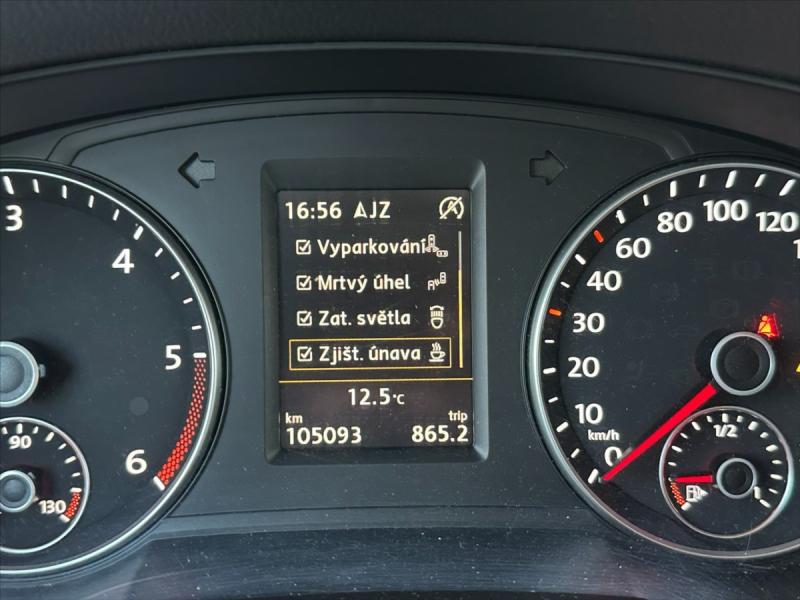 16:56 AJZ
Vyparkování
Mrtvý úhel
Zat. světla
Zjišt. únava
12.5°C
km trip
105093 865.2
3
4
5
6
90
130
0
10
20
30
40
60
80
100
120
km/h
1/2
1